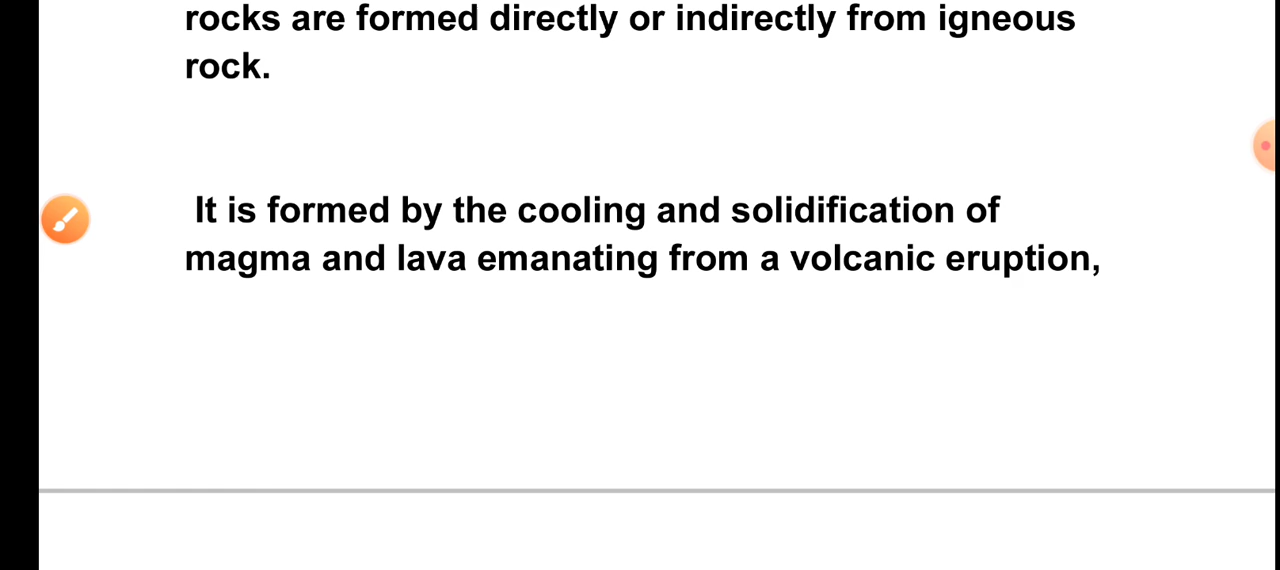 rocks are formed directly or indirectly from igneous
rock.
It is formed by the cooling and solidification of
magma and lava emanating from a volcanic eruption,